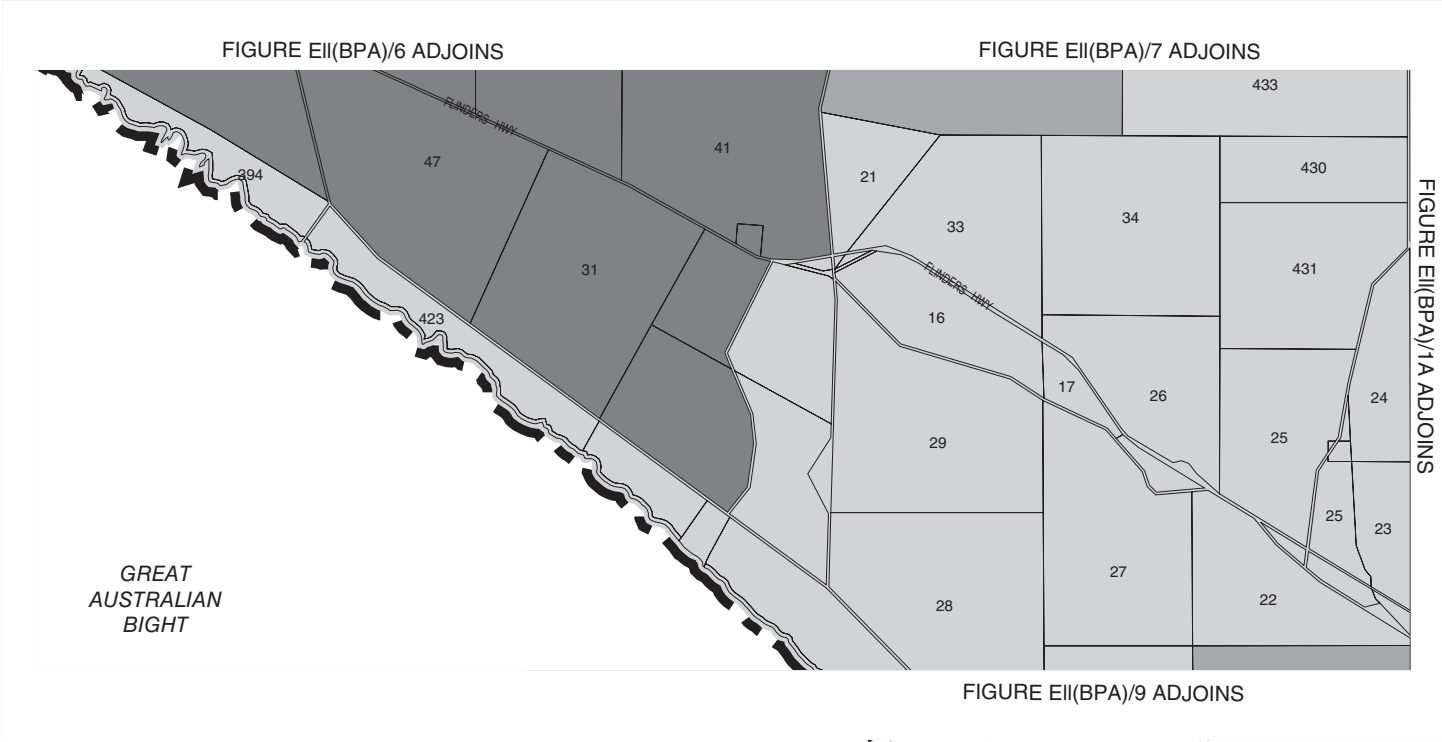 FIGURE EII(BPA)/6 ADJOINS
FIGURE EII(BPA)/7 ADJOINS
433
FLINDERS HWY
41
47
430
394
21
34
33
FIGURE EII(BPA)/1A ADJOINS
31
431
FLINDERS HWY
16
423
17
26
24
25
29
25
23
GREAT
AUSTRALIAN
BIGHT
27
22
28
FIGURE EII(BPA)/9 ADJOINS